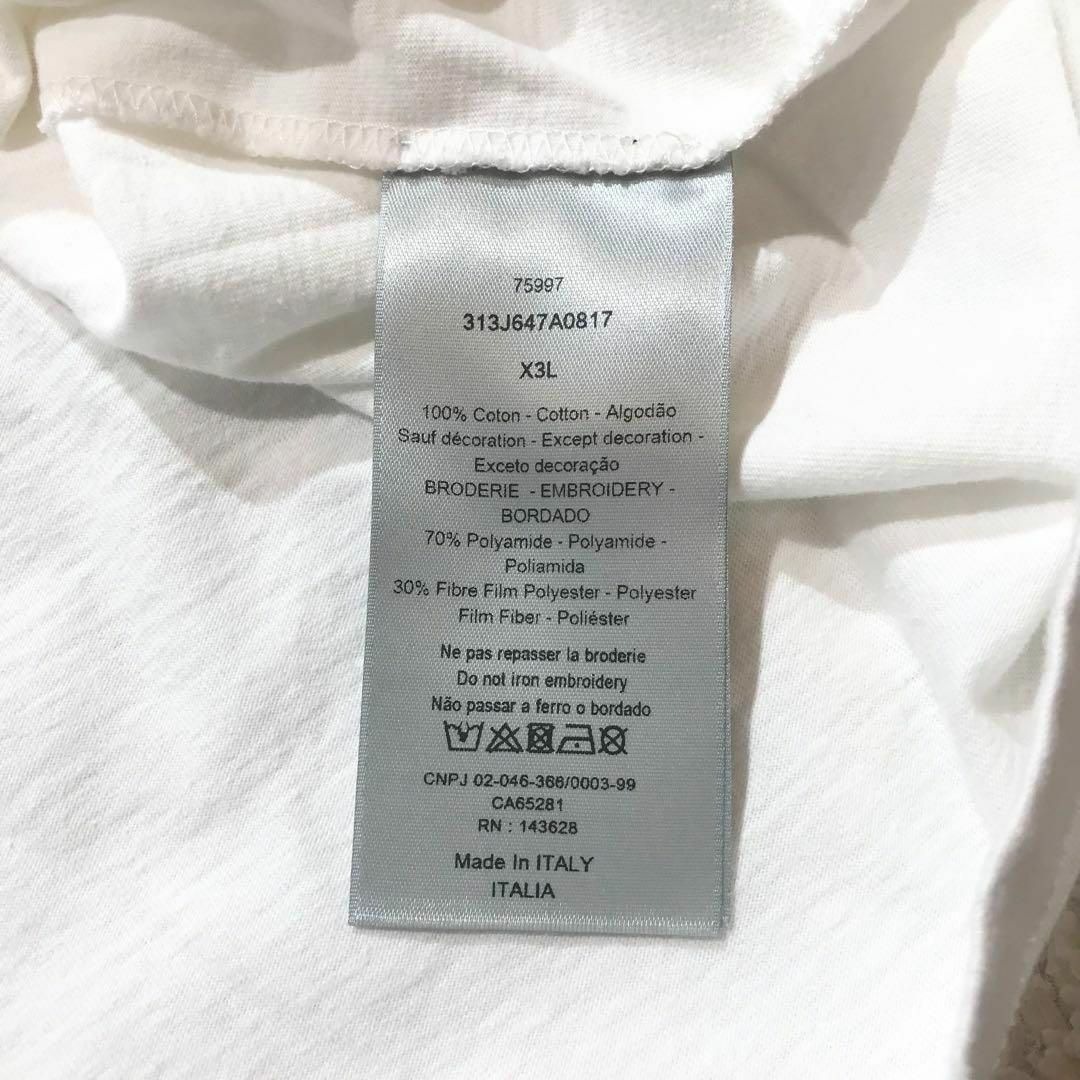 75997
313J647A0817
X3L
100% Coton - Cotton - Algodão
Sauf décoration - Except decoration -
Exceto decoração
BRODERIE - EMBROIDERY -
BORDADO
70% Polyamide - Polyamide -
Poliamida
30% Fibre Film Polyester - Polyester
Film Fiber - Poliéster
Ne pas repasser la broderie
Do not iron embroidery
Não passar a ferro o bordado
CNPJ 02-046-366/0003-99
CA65281
RN : 143628
Made In ITALY
ITALIA